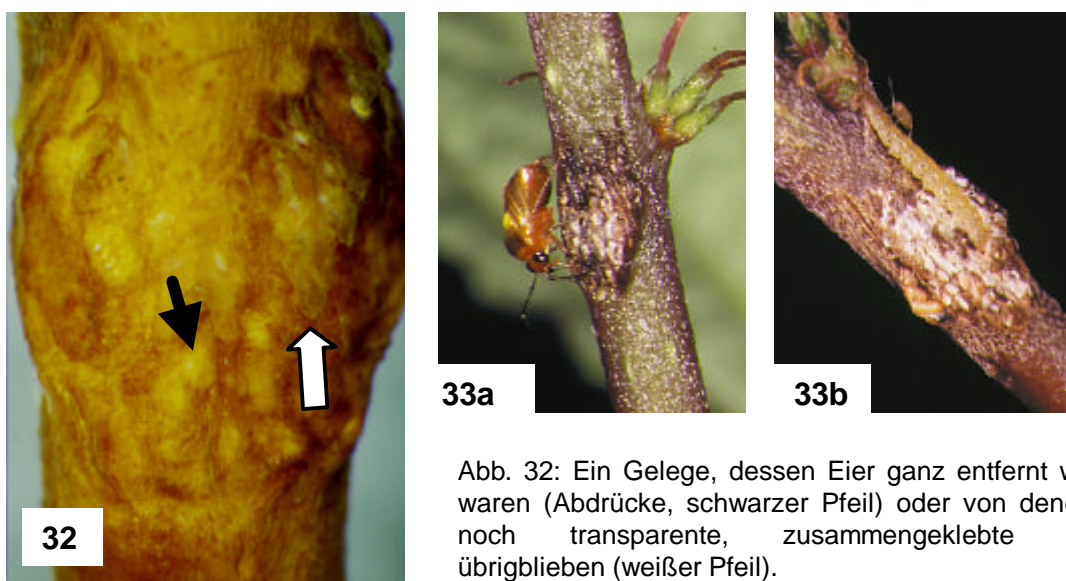 32
33a
33b
Abb. 32: Ein Gelege, dessen Eier ganz entfernt
waren (Abdrücke, schwarzer Pfeil) oder von
noch transparente, zusammengeklebte
übrigblieben (weißer Pfeil).